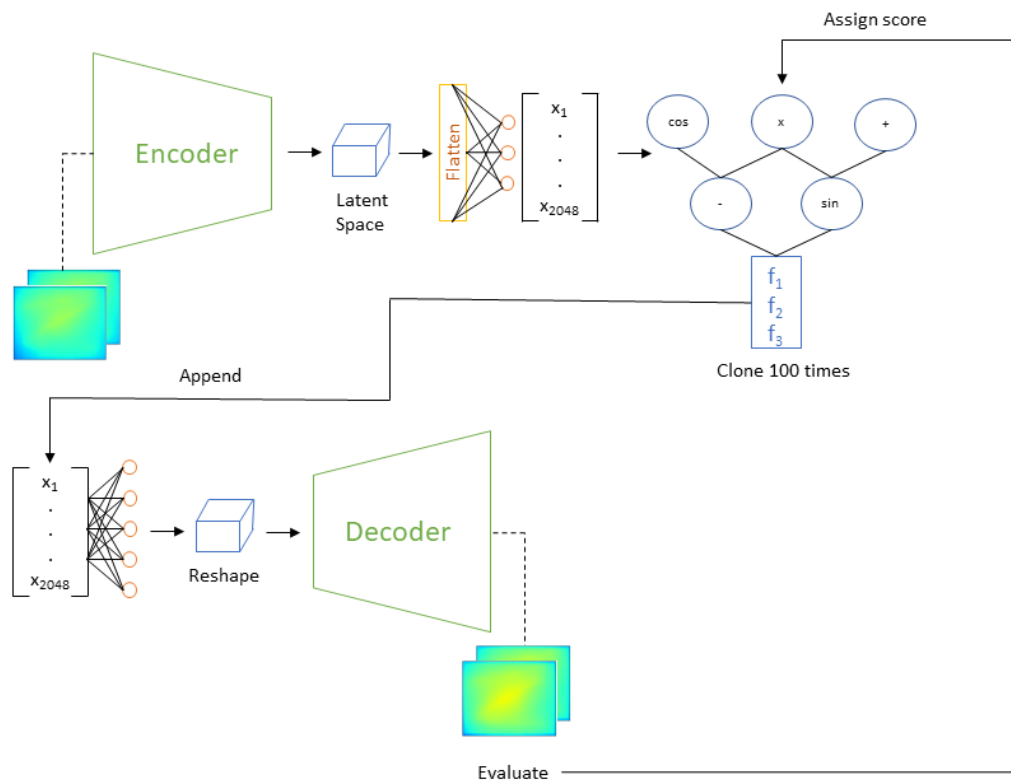 Assign score
Encoder
Latent
Space
Flatten
x1
.
.
.
x2048
cos
x
+
-
sin
f1
f2
f3
Clone 100 times
Append
x1
.
.
.
x2048
Reshape
Decoder
Evaluate